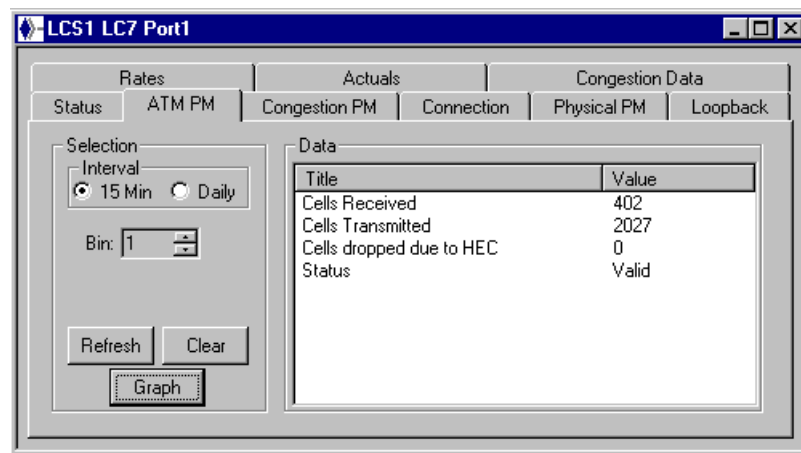 LCS1 LC7 Port1
Rates Actuals Congestion Data
Status ATM PM Congestion PM Connection Physical PM Loopback
Selection
Interval
15 Min Daily
Bin: 1
Refresh Clear
Graph
Data
Title Value
Cells Received 402
Cells Transmitted 2027
Cells dropped due to HEC 0
Status Valid